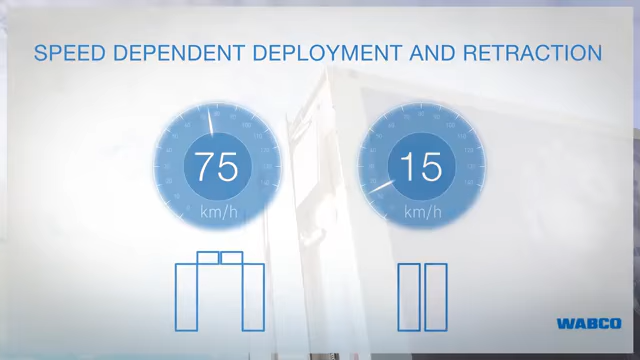 SPEED DEPENDENT DEPLOYMENT AND RETRACTION
75 15
km/h km/h
WABCO